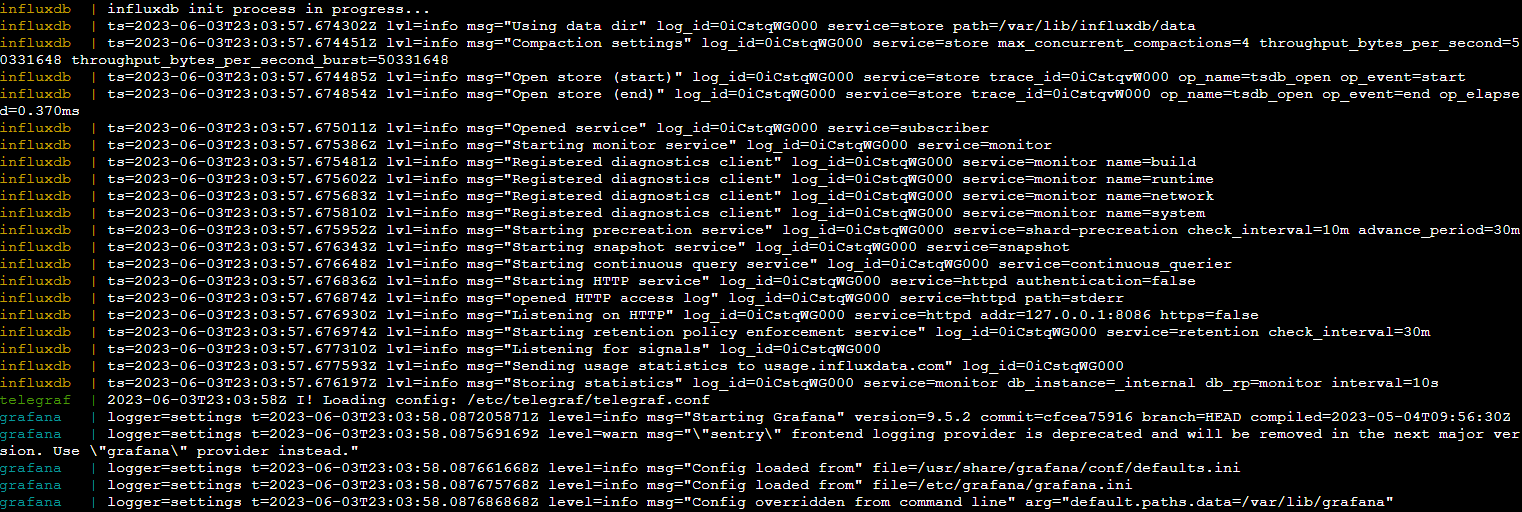 influxdb | influxdb init process in progress...
influxdb | ts=2023-06-03T23:03:57.674302Z lvl=info msg="Using data dir" log_id=0iCstqWG000 service=store path=/var/lib/influxdb/data
influxdb | ts=2023-06-03T23:03:57.674451Z lvl=info msg="Compaction settings" log_id=0iCstqWG000 service=store max_concurrent_compactions=4 throughput_bytes_per_second=5
0331648 throughput_bytes_per_second_burst=50331648
influxdb | ts=2023-06-03T23:03:57.674485Z lvl=info msg="Open store (start)" log_id=0iCstqWG000 service=store trace_id=0iCstqvW000 op_name=tsdb_open op_event=start
influxdb | ts=2023-06-03T23:03:57.674854Z lvl=info msg="Open store (end)" log_id=0iCstqWG000 service=store trace_id=0iCstqvW000 op_name=tsdb_open op_event=end op_elapse
d=0.370ms
influxdb | ts=2023-06-03T23:03:57.675011Z lvl=info msg="Opened service" log_id=0iCstqWG000 service=subscriber
influxdb | ts=2023-06-03T23:03:57.675386Z lvl=info msg="Starting monitor service" log_id=0iCstqWG000 service=monitor
influxdb | ts=2023-06-03T23:03:57.675481Z lvl=info msg="Registered diagnostics client" log_id=0iCstqWG000 service=monitor name=build
influxdb | ts=2023-06-03T23:03:57.675602Z lvl=info msg="Registered diagnostics client" log_id=0iCstqWG000 service=monitor name=runtime
influxdb | ts=2023-06-03T23:03:57.675683Z lvl=info msg="Registered diagnostics client" log_id=0iCstqWG000 service=monitor name=network
influxdb | ts=2023-06-03T23:03:57.675810Z lvl=info msg="Registered diagnostics client" log_id=0iCstqWG000 service=monitor name=system
influxdb | ts=2023-06-03T23:03:57.675952Z lvl=info msg="Starting precreation service" log_id=0iCstqWG000 service=shard-precreation check_interval=10m advance_period=30m
influxdb | ts=2023-06-03T23:03:57.676343Z lvl=info msg="Starting snapshot service" log_id=0iCstqWG000 service=snapshot
influxdb | ts=2023-06-03T23:03:57.676648Z lvl=info msg="Starting continuous query service" log_id=0iCstqWG000 service=continuous_querier
influxdb | ts=2023-06-03T23:03:57.676836Z lvl=info msg="Starting HTTP service" log_id=0iCstqWG000 service=httpd authentication=false
influxdb | ts=2023-06-03T23:03:57.676874Z lvl=info msg="opened HTTP access log" log_id=0iCstqWG000 service=httpd path=stderr
influxdb | ts=2023-06-03T23:03:57.676930Z lvl=info msg="Listening on HTTP" log_id=0iCstqWG000 service=httpd addr=127.0.0.1:8086 https=false
influxdb | ts=2023-06-03T23:03:57.676974Z lvl=info msg="Starting retention policy enforcement service" log_id=0iCstqWG000 service=retention check_interval=30m
influxdb | ts=2023-06-03T23:03:57.677310Z lvl=info msg="Listening for signals" log_id=0iCstqWG000
influxdb | ts=2023-06-03T23:03:57.677593Z lvl=info msg="Sending usage statistics to usage.influxdata.com" log_id=0iCstqWG000
influxdb | ts=2023-06-03T23:03:57.676197Z lvl=info msg="Storing statistics" log_id=0iCstqWG000 service=monitor db_instance=_internal db_rp=monitor interval=10s
telegraf | 2023-06-03T23:03:58Z I! Loading config: /etc/telegraf/telegraf.conf
grafana | logger=settings t=2023-06-03T23:03:58.087205871Z level=info msg="Starting Grafana" version=9.5.2 commit=cfcea75916 branch=HEAD compiled=2023-05-04T09:56:30Z
grafana | logger=settings t=2023-06-03T23:03:58.087569169Z level=warn msg="\"sentry\" frontend logging provider is deprecated and will be removed in the next major ver
sion. Use \"grafana\" provider instead."
grafana | logger=settings t=2023-06-03T23:03:58.087661668Z level=info msg="Config loaded from" file=/usr/share/grafana/conf/defaults.ini
grafana | logger=settings t=2023-06-03T23:03:58.087675768Z level=info msg="Config loaded from" file=/etc/grafana/grafana.ini
grafana | logger=settings t=2023-06-03T23:03:58.087686868Z level=info msg="Config overridden from command line" arg="default.paths.data=/var/lib/grafana"